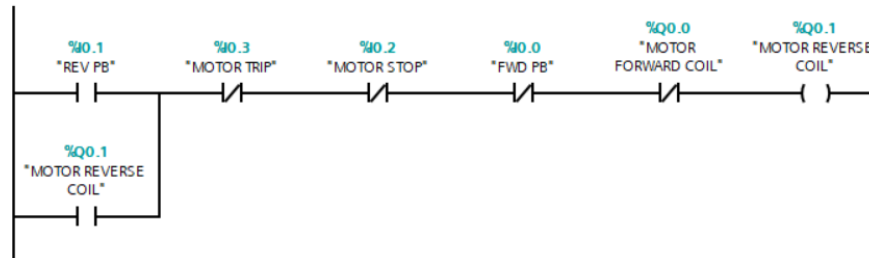 %I0.1
"REV PB"
%I0.3
"MOTOR TRIP"
%I0.2
"MOTOR STOP"
%I0.0
"FWD PB"
%Q0.0
"MOTOR
FORWARD COIL"
%Q0.1
"MOTOR REVERSE
COIL"
%Q0.1
"MOTOR REVERSE
COIL"